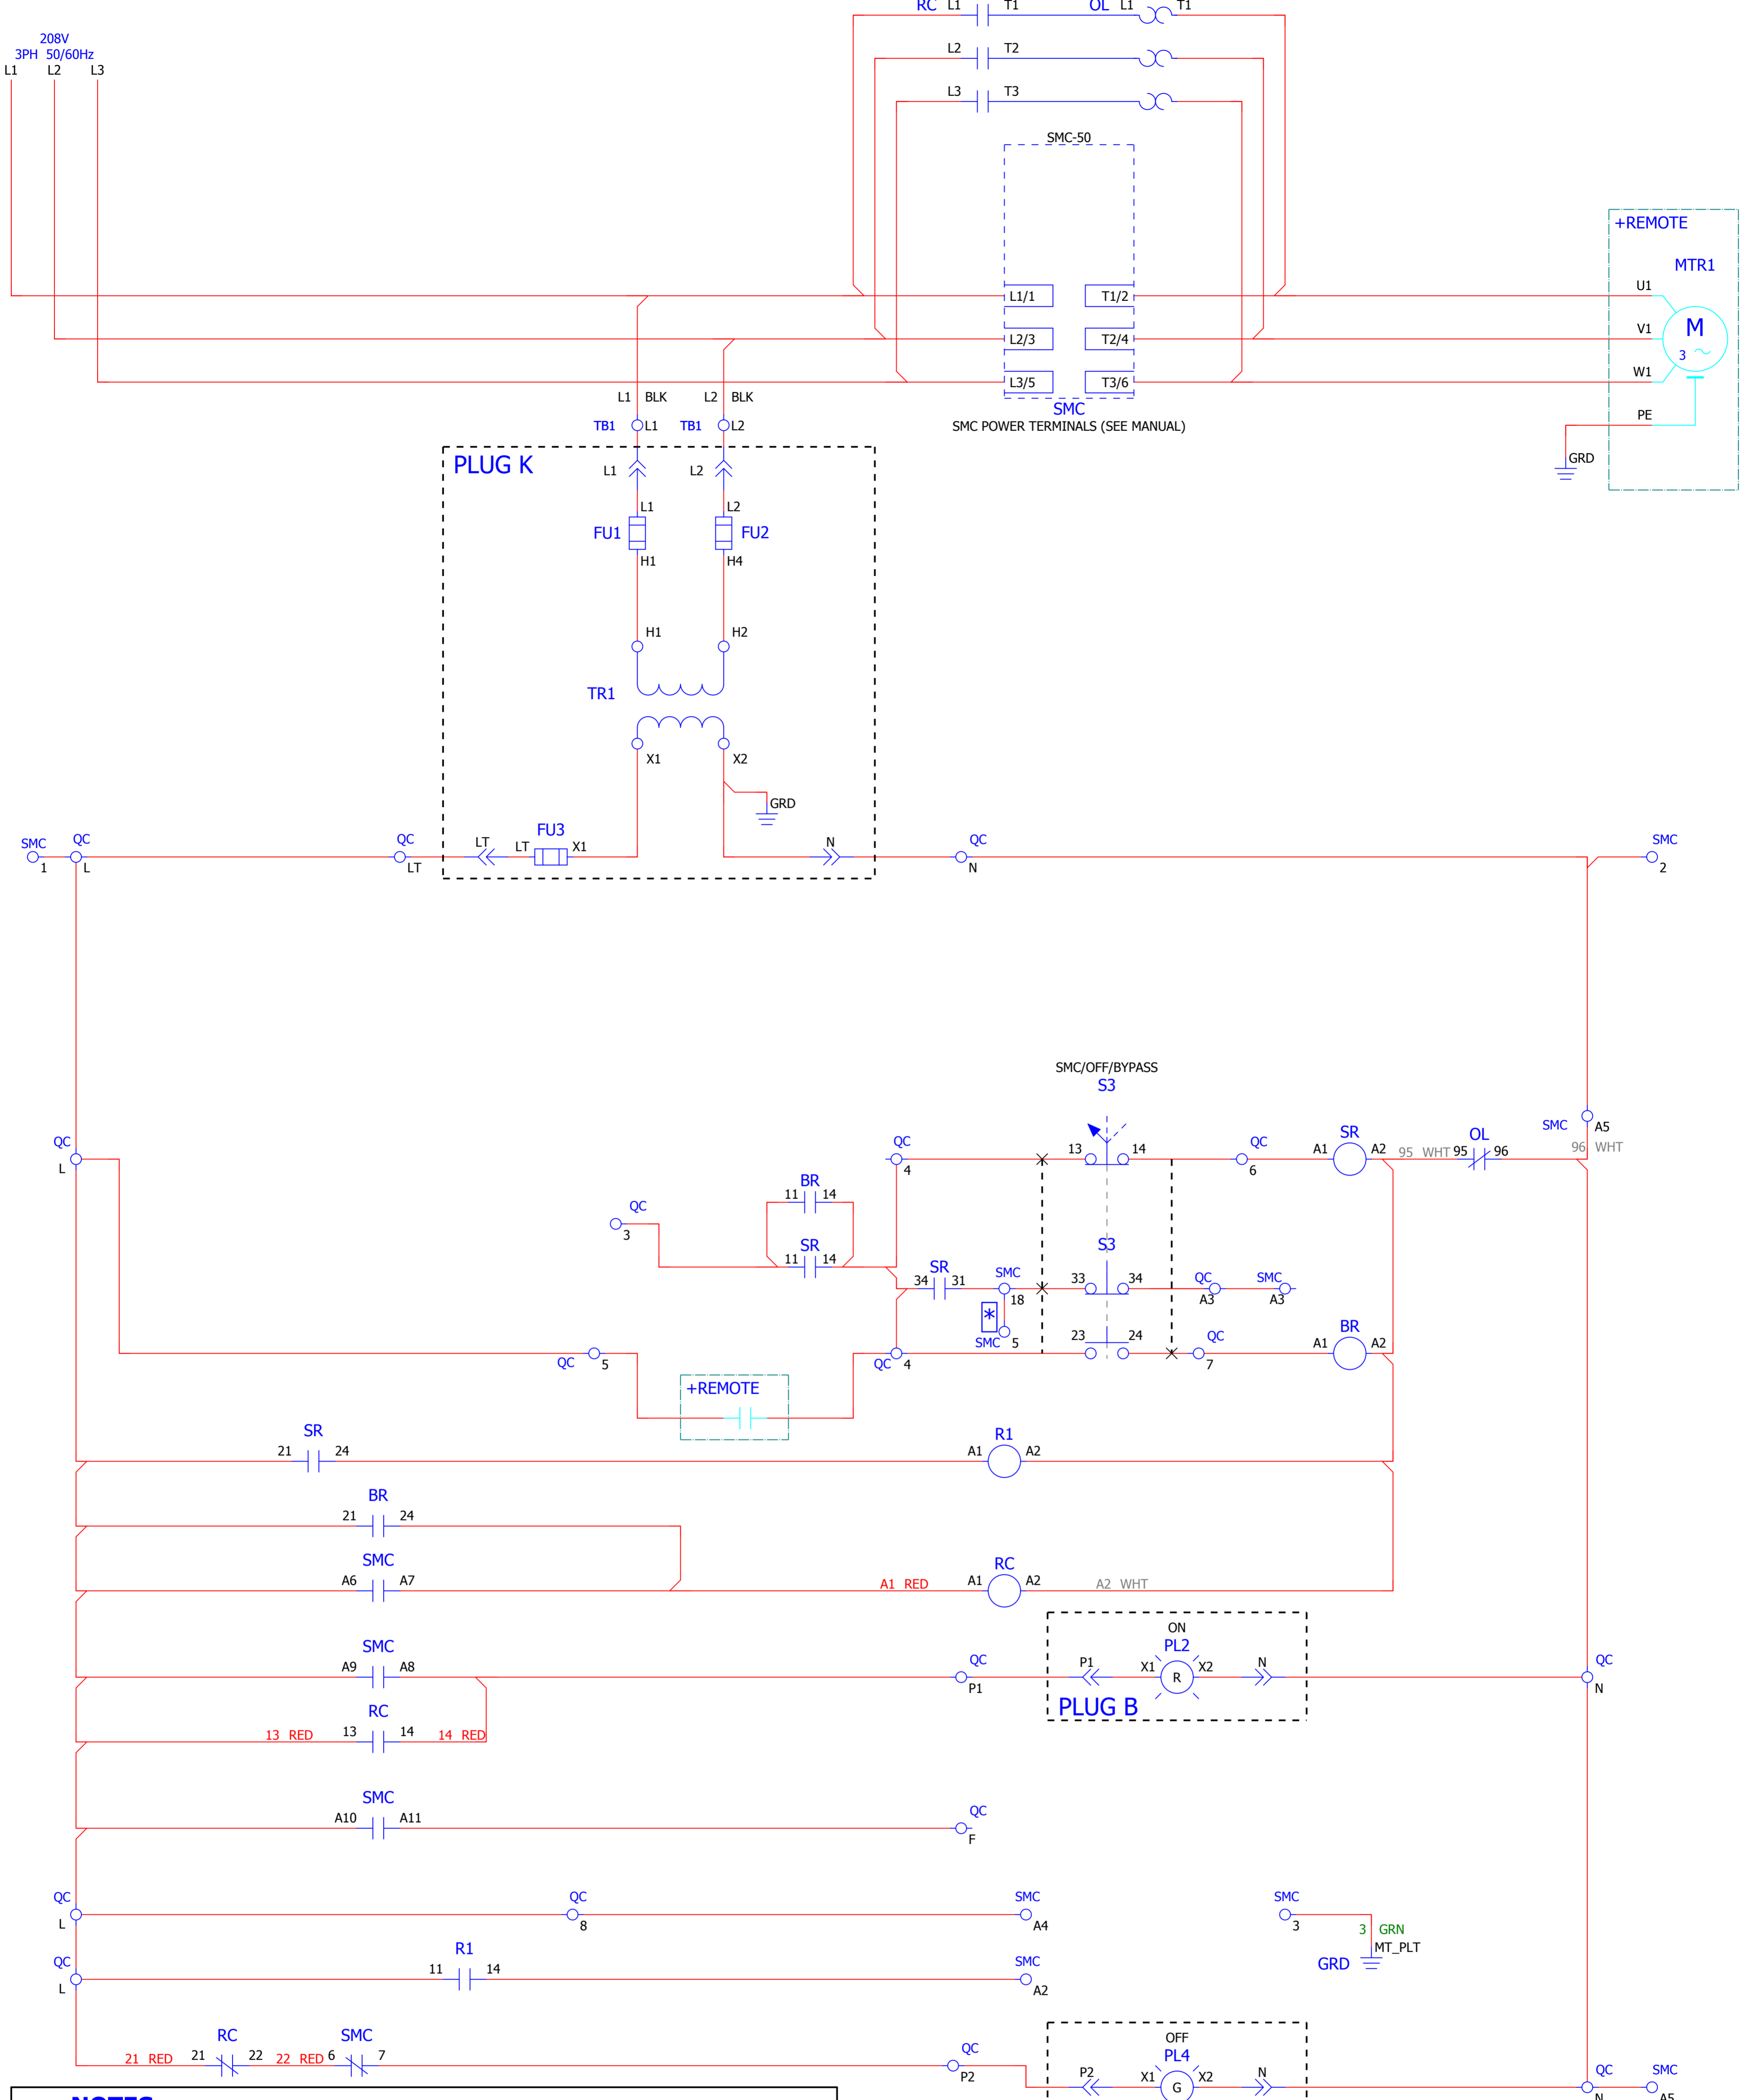 RC L1 T1 OL L1 T1
208V
3PH 50/60Hz
L1 L2 L3
L2 T2
L3 T3
SMC-50
+REMOTE
MTR1
L1/1 T1/2 U1
L2/3 T2/4 V1 M
3
L3/5 T3/6 W1
L1 BLK L2 BLK
SMC
SMC POWER TERMINALS (SEE MANUAL)
PE
TB1 L1 TB1 L2
GRD
PLUG K
L1 L2
L1 L2
FU1 FU2
H1 H4
H1 H2
TR1
X1 X2
GRD
SMC QC QC FU3 QC SMC
LT LT X1 N
1 L LT N 2
SMC/OFF/BYPASS
S3
SMC A5
QC QC 13 14 QC SR OL 96 WHT
L 4 6 A1 A2 95 WHT 95 96
BR
11 14
QC
3
SR S3
11 14
SR
34 31 SMC 33 34 QC SMC
18 A3 A3
*
SMC 5 23 24 QC BR
A1 A2
QC 5 QC 4 7
+REMOTE
SR R1
21 24 A1 A2
BR
21 24
SMC RC
A6 A7 A1 RED A1 A2 A2 WHT
ON
SMC PL2
A9 A8 QC P1 X1 X2 N QC
P1 R N
RC PLUG B
13 RED 13 14 14 RED
SMC
A10 A11 QC
F
QC QC SMC SMC
L 8 A4 3
3 GRN
MT_PLT
GRD
QC R1 SMC
11 14
L A2
OFF
RC SMC PL4
21 RED 21 22 22 RED 6 7 QC
P2 P2 X1 X2 N QC SMC
G N A5
NOTES